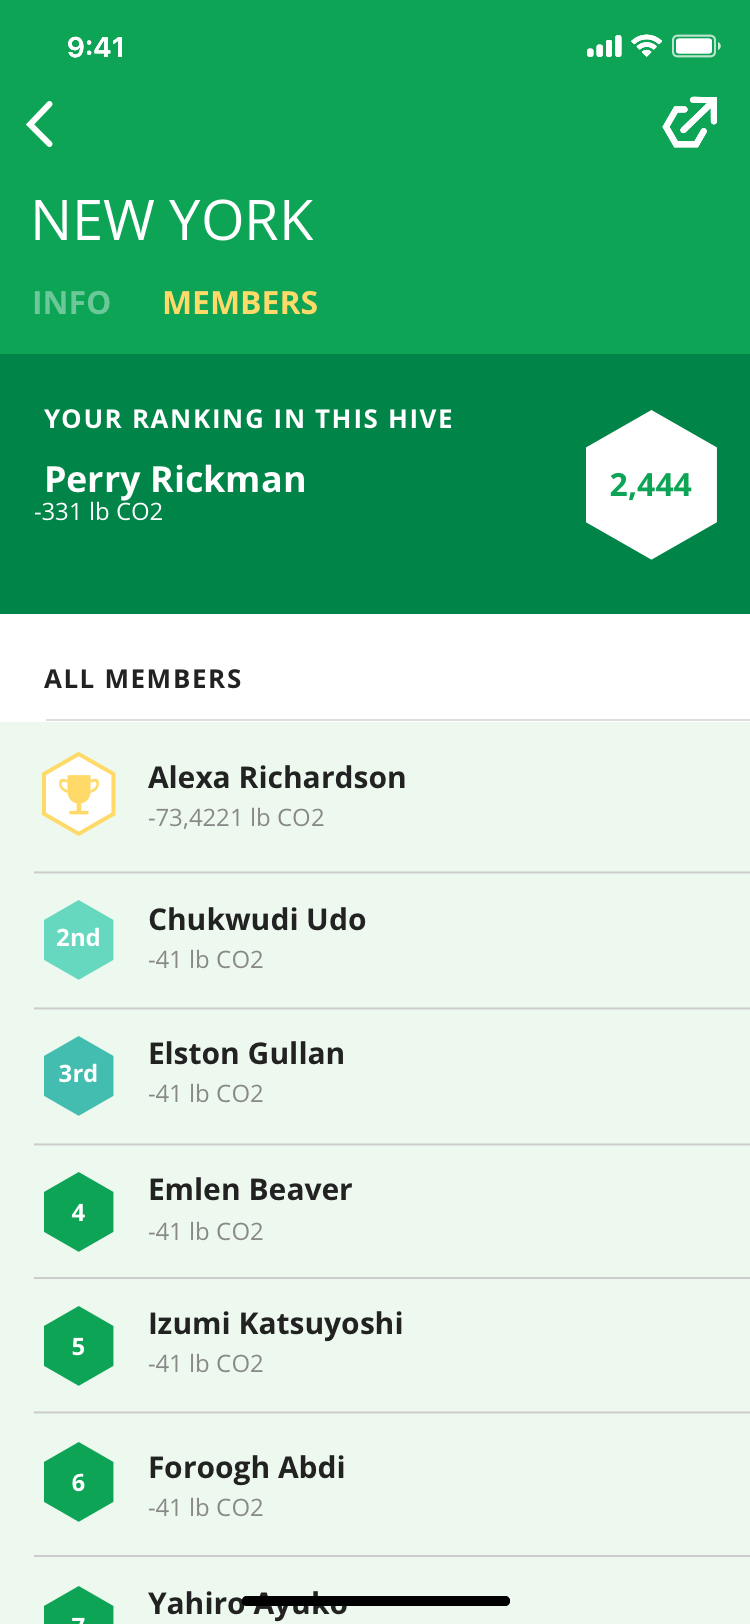 9:41
NEW YORK
INFO MEMBERS
YOUR RANKING IN THIS HIVE
Perry Rickman
-331 lb CO2
2,444
ALL MEMBERS
Alexa Richardson
-73,4221 lb CO2
2nd
Chukwudi Udo
-41 lb CO2
3rd
Elston Gullan
-41 lb CO2
4
Emlen Beaver
-41 lb CO2
5
Izumi Katsuyoshi
-41 lb CO2
6
Foroogh Abdi
-41 lb CO2
7
Yahiro Ayuko